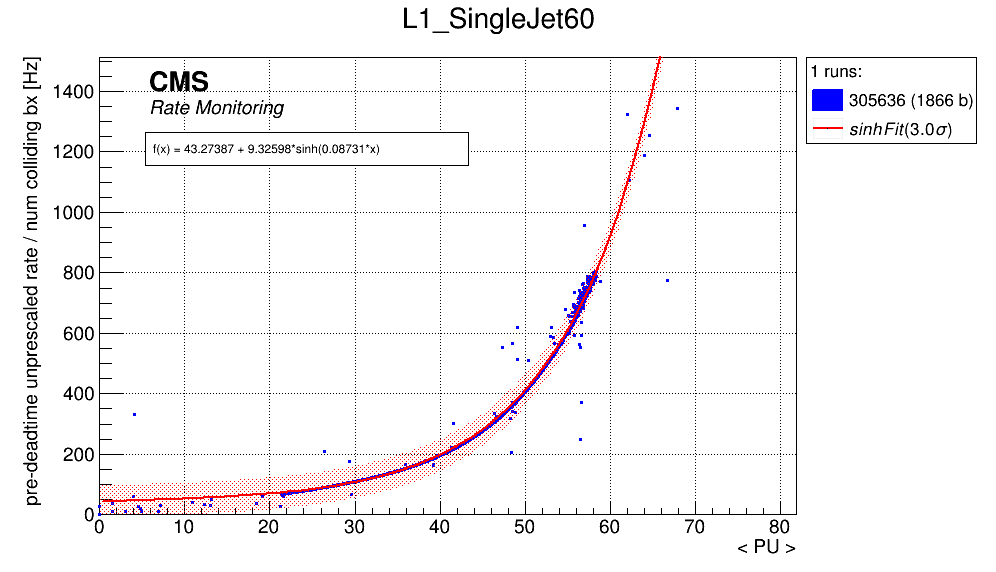 L1_SingleJet60
pre-deadtime unprescaled rate / num colliding bx [Hz]
CMS
Rate Monitoring
f(x) = 43.27387 + 9.32598*sinh(0.08731*x)
1400
1200
1000
800
600
400
200
0
0 10 20 30 40 50 60 70 80
< PU >
1 runs:
305636 (1866 b)
sinhFit(3.0σ)